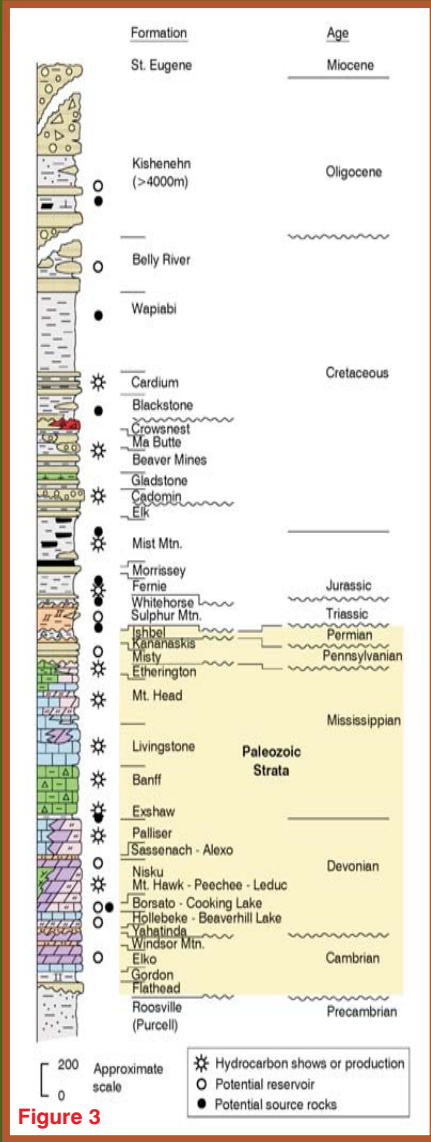 Formation Age
St. Eugene Miocene
Kishenehn
(>4000m)
Oligocene
Belly River
Wapiabi
Cretaceous
Cardium
Blackstone
Crowsnest
Ma Butte
Beaver Mines
Gladstone
Cadomin
Elk
Mist Mtn.
Morrissey
Fernie Jurassic
Whitehorse
Sulphur Mtn. Triassic
Ishbel Permian
Kananaskis
Misty Pennsylvanian
Etherington
Mt. Head
Mississippian
Livingstone
Paleozoic
Strata
Banff
Exshaw
Palliser
Sassenach - Alexo
Devonian
Nisku
Mt. Hawk - Peechee - Leduc
Borsato - Cooking Lake
Hollebeke - Beaverhill Lake
Yahatinda
Windsor Mtn.
Elko Cambrian
Gordon
Flathead
Roosville Precambrian
(Purcell)
200
0
Approximate
scale
Hydrocarbon shows or production
Potential reservoir
Potential source rocks
Figure 3